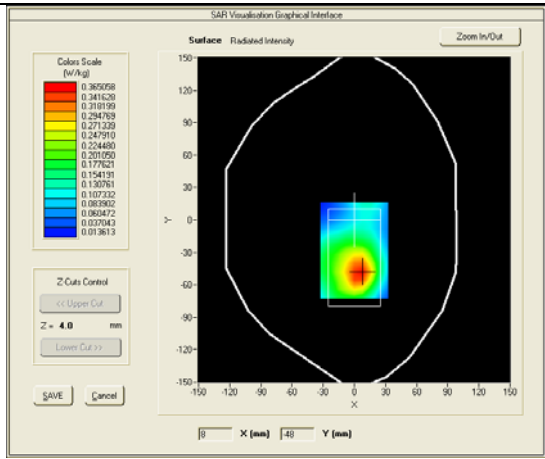 SAR Visualisation Graphical Interface
Surface Radiated Intensity
Zoom In/Out
Colors Scale
(W/kg)
0.365058
0.341628
0.318199
0.294769
0.271339
0.247910
0.224480
0.201050
0.177621
0.154191
0.130761
0.107332
0.083902
0.060472
0.037043
0.013613
Z Cuts Control
<< Upper Cut
Z = 4.0 mm
Lower Cut >>
SAVE Cancel
150
120
90
60
30
0
-30
-60
-90
-120
-150
Y
-150 -120 -90 -60 -30 0 30 60 90 120 150
X
8 X (mm) -48 Y (mm)